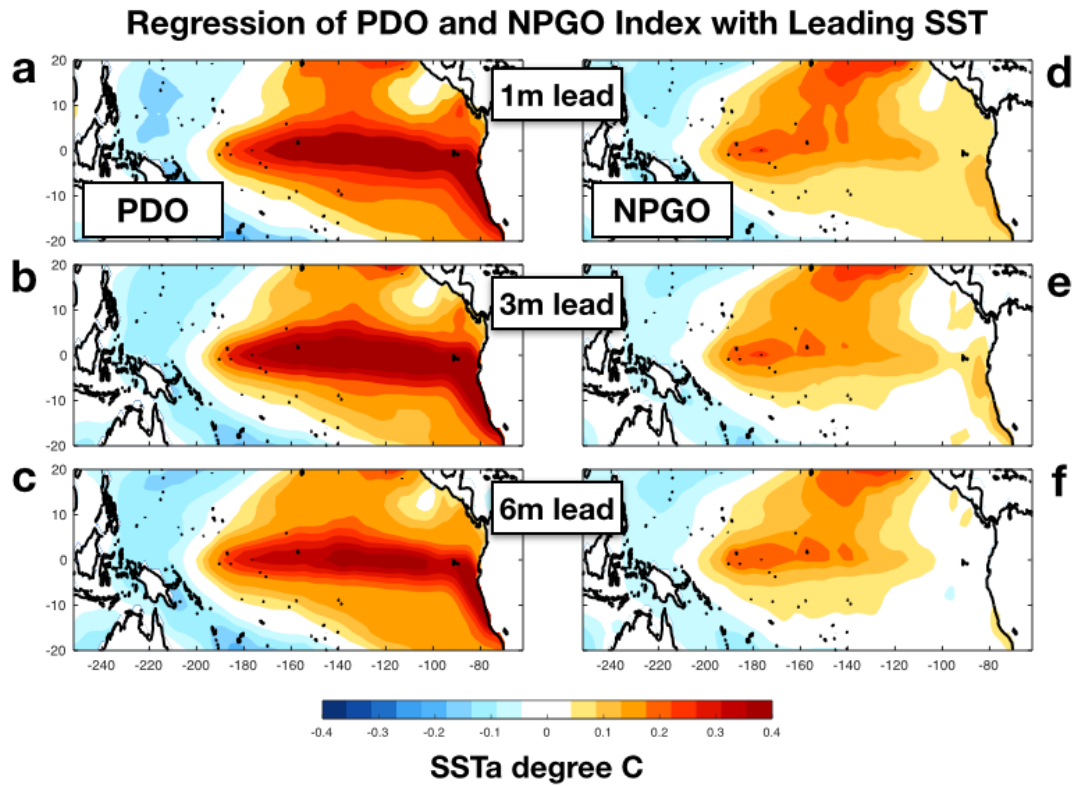 Regression of PDO and NPGO Index with Leading SST
a
20
10
0
-10
-20
PDO
1m lead
NPGO
d
b
20
10
0
-10
-20
3m lead
e
c
20
10
0
-10
-20
6m lead
f
-240 -220 -200 -180 -160 -140 -120 -100 -80
-240 -220 -200 -180 -160 -140 -120 -100 -80
-0.4 -0.3 -0.2 -0.1 0 0.1 0.2 0.3 0.4
SSTa degree C